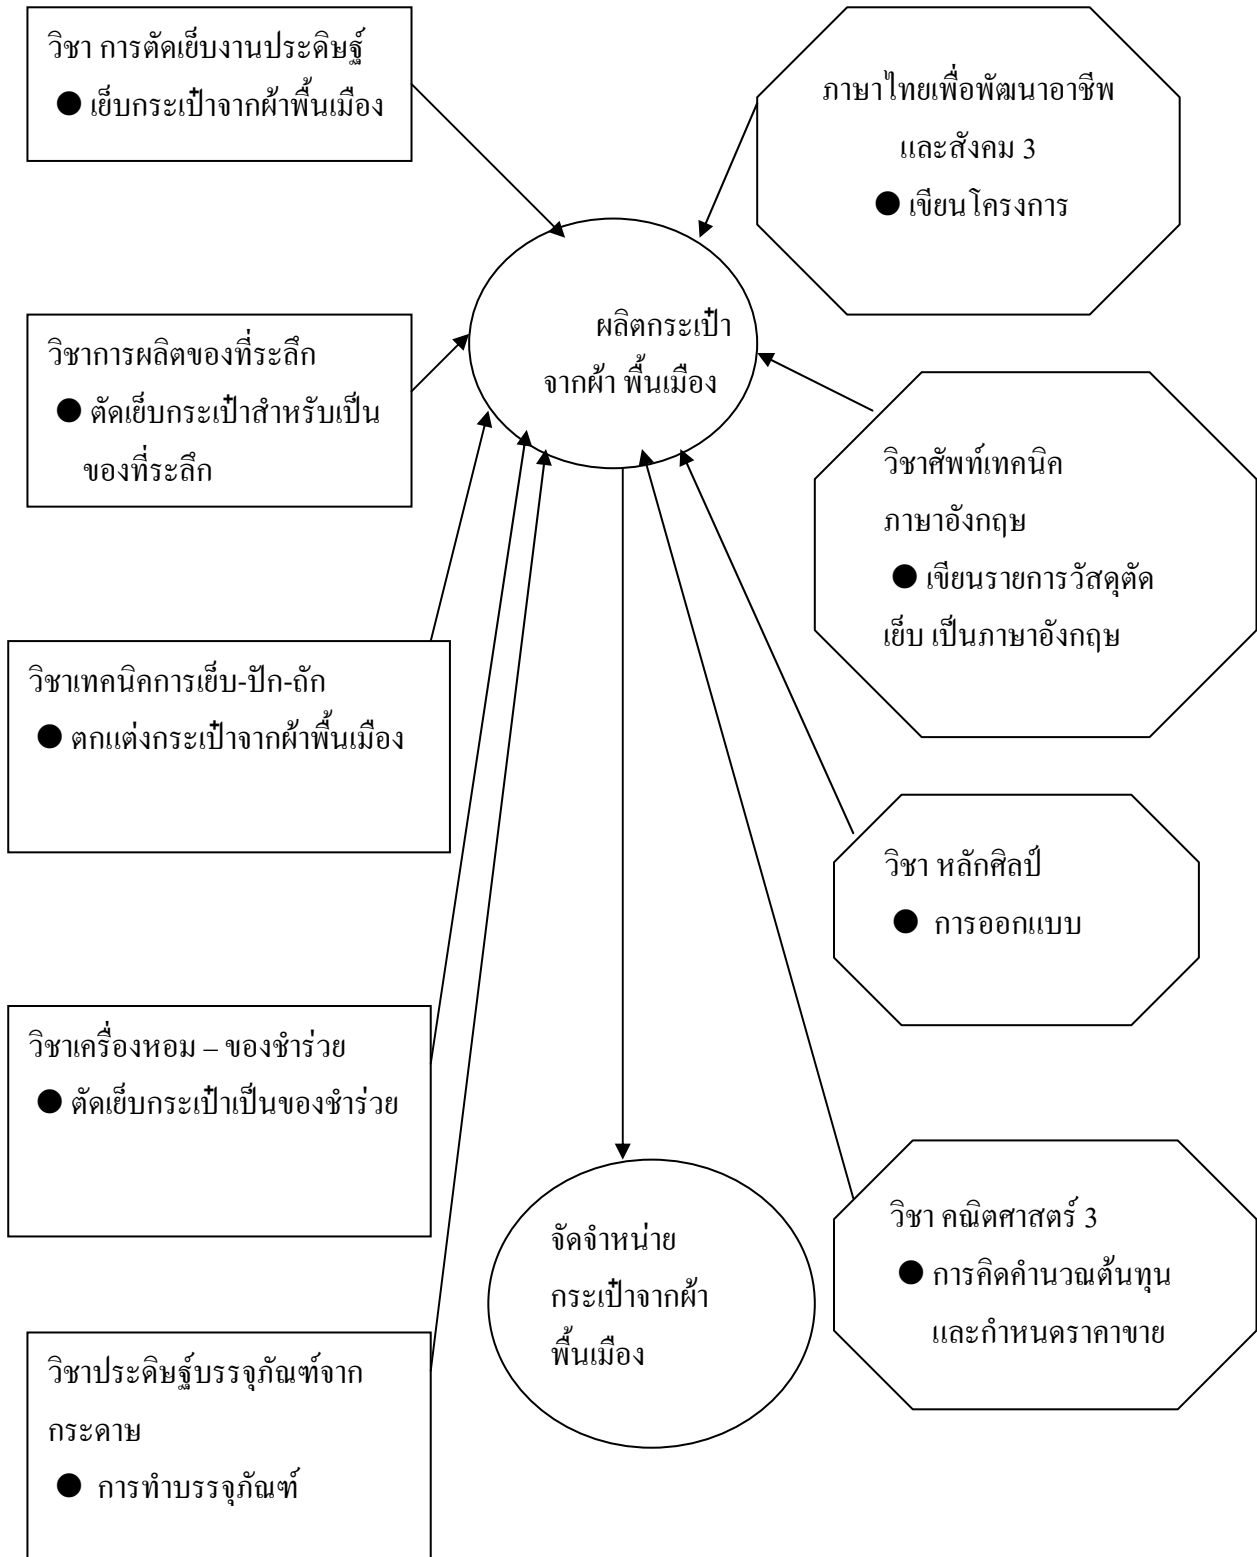 วิชา การตัดเย็บงานประดิษฐ์
● เย็บกระเป๋าจากผ้าพื้นเมือง
ภาษาไทยเพื่อพัฒนาอาชีพ
และสังคม 3
● เขียนโครงการ
ผลิตกระเป๋า
จากผ้า พื้นเมือง
วิชาการผลิตของที่ระลึก
● ตัดเย็บกระเป๋าสำหรับเป็น
ของที่ระลึก
วิชาศัพท์เทคนิค
ภาษาอังกฤษ
● เขียนรายการวัสดุตัด
เย็บ เป็นภาษาอังกฤษ
วิชาเทคนิคการเย็บ-ปัก-ถัก
● ตกแต่งกระเป๋าจากผ้าพื้นเมือง
วิชา หลักศิลป์
● การออกแบบ
วิชาเครื่องหอม – ของชำร่วย
● ตัดเย็บกระเป๋าเป็นของชำร่วย
วิชา คณิตศาสตร์ 3
● การคิดคำนวณต้นทุน
และกำหนดราคาขาย
จัดจำหน่าย
กระเป๋าจากผ้า
พื้นเมือง
วิชาประดิษฐ์บรรจุภัณฑ์จาก
กระดาษ
● การทำบรรจุภัณฑ์